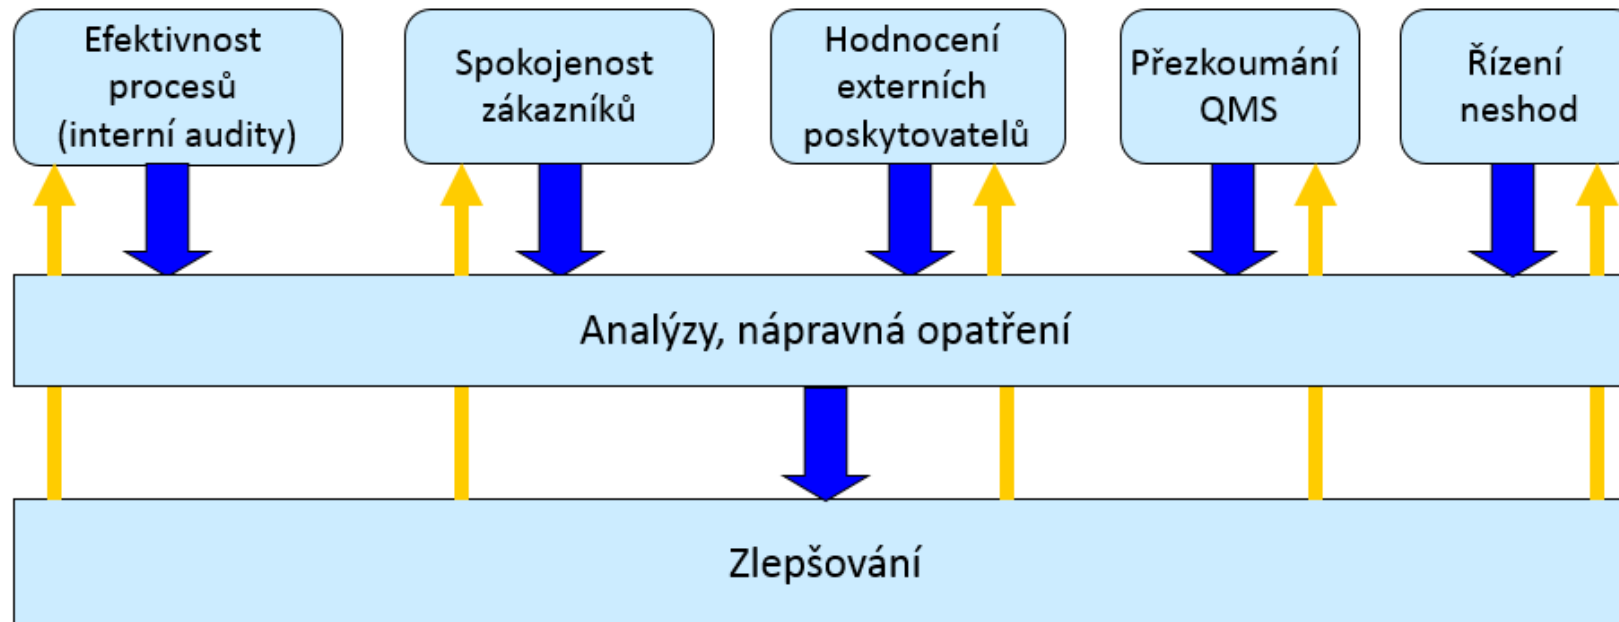 Efektivnost
procesů
(interní audity)
Spokojenost
zákazníků
Hodnocení
externích
poskytovatelů
Přezkoumání
QMS
Řízení
neshod
Analýzy, nápravná opatření
Zlepšování